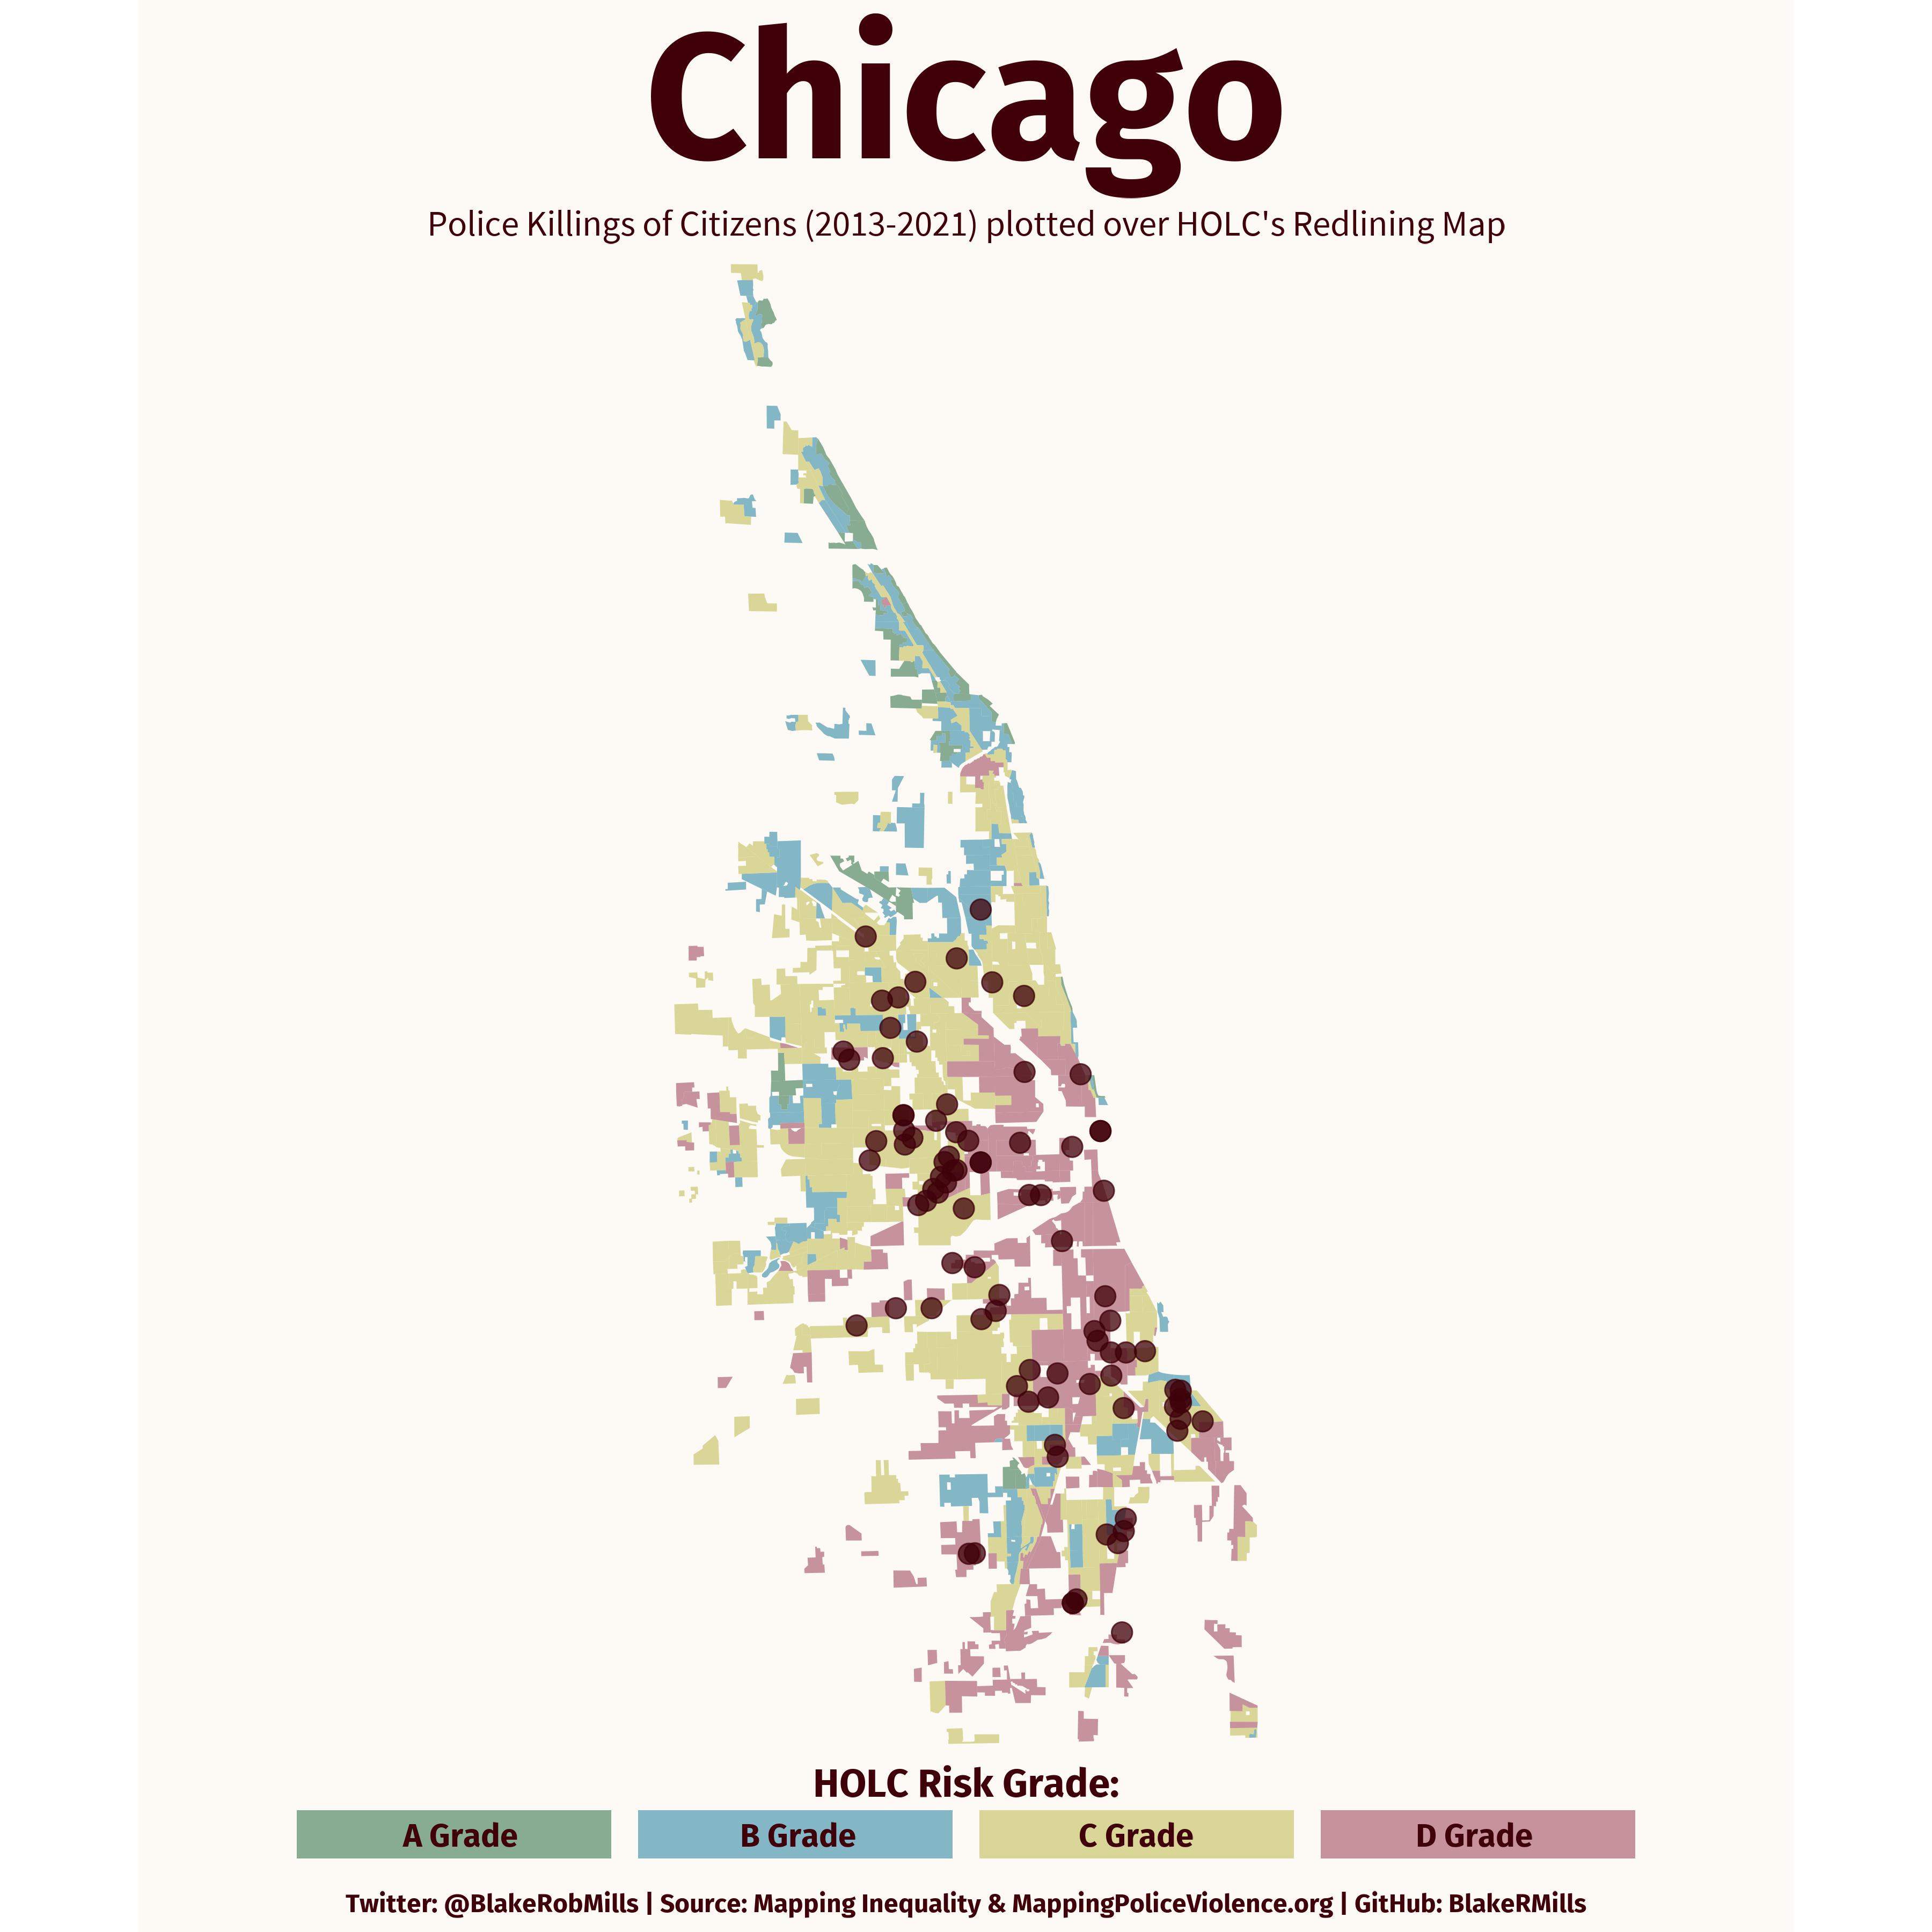 Chicago
Police Killings of Citizens (2013-2021) plotted over HOLC's Redlining Map
HOLC Risk Grade:
A Grade
B Grade
C Grade
D Grade
Twitter: @BlakeRobMills | Source: Mapping Inequality & MappingPoliceViolence.org | GitHub: BlakeRMills